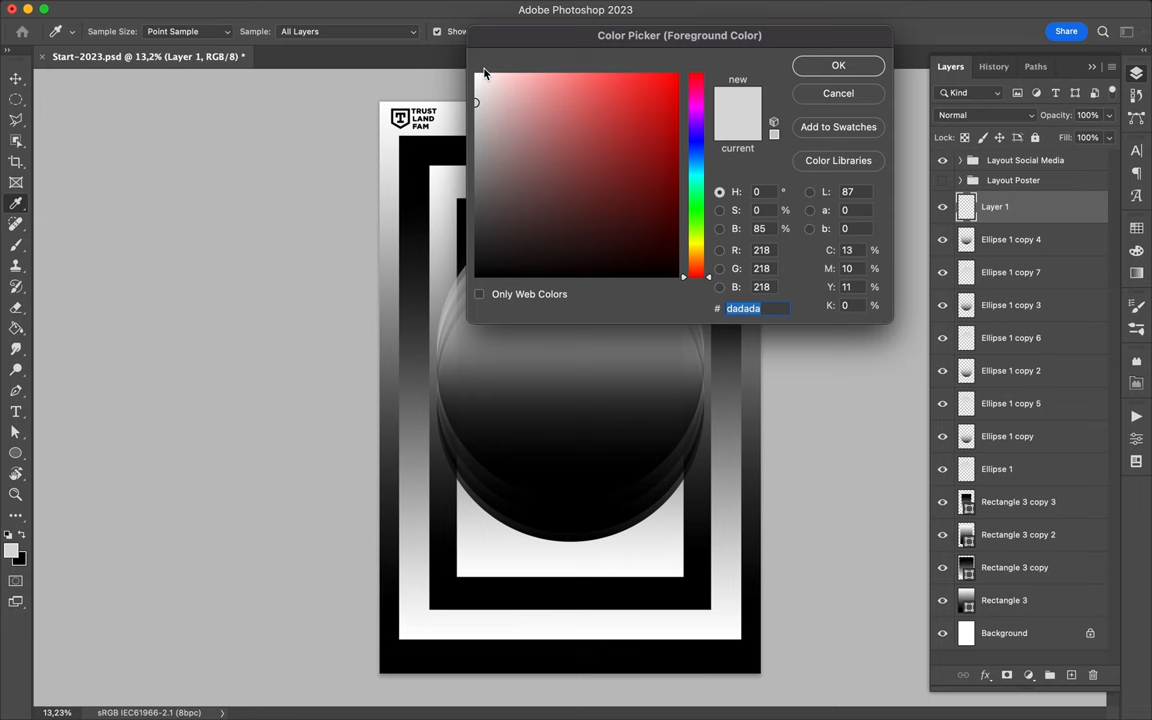 Adobe Photoshop 2023
Sample Size:
Point Sample
Sample:
All Layers
Share
Start-2023.psd @ 13,2% (Layer 1, RGB/8) *
Color Picker (Foreground Color)
TRUST
LAND
FAM
new
current
OK
Cancel
Add to Swatches
Color Libraries
H: 0 °
S: 0 %
B: 85 %
R: 218
G: 218
B: 218
# dadada
L: 87
a: 0
b: 0
C: 13 %
M: 10 %
Y: 11 %
K: 0 %
Only Web Colors
Layers
History
Paths
Kind
Normal
Opacity: 100%
Lock:
Fill: 100%
Layout Social Media
Layout Poster
Layer 1
Ellipse 1 copy 4
Ellipse 1 copy 7
Ellipse 1 copy 3
Ellipse 1 copy 6
Ellipse 1 copy 2
Ellipse 1 copy 5
Ellipse 1 copy
Ellipse 1
Rectangle 3 copy 3
Rectangle 3 copy 2
Rectangle 3 copy
Rectangle 3
Background
13,23%
sRGB IEC61966-2.1 (8bpc)